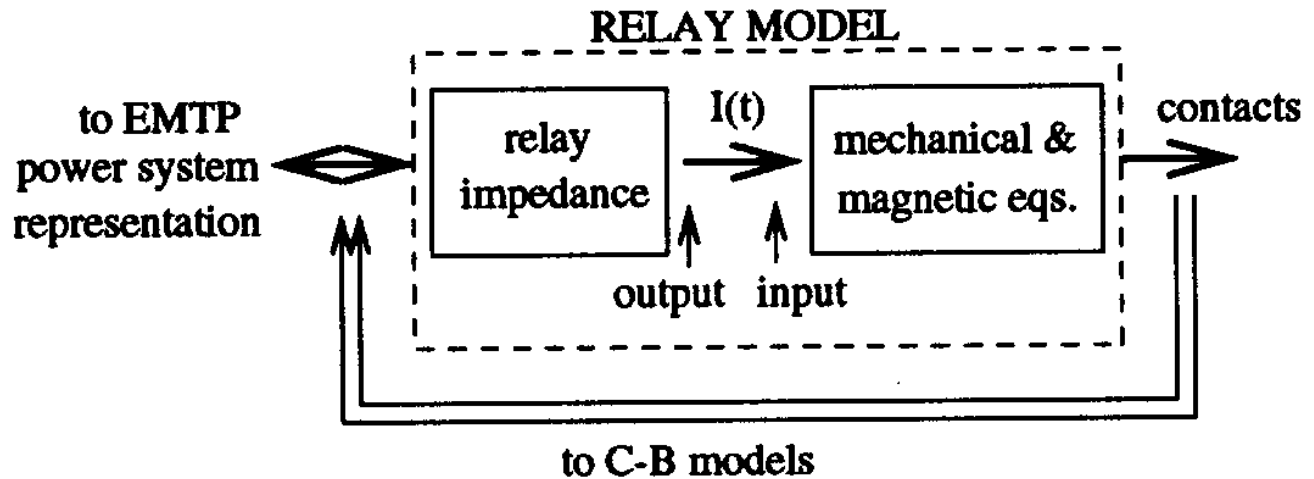 RELAY MODEL
to EMTP
power system
representation
relay
impedance
I(t)
mechanical &
magnetic eqs.
contacts
output
input
to C-B models